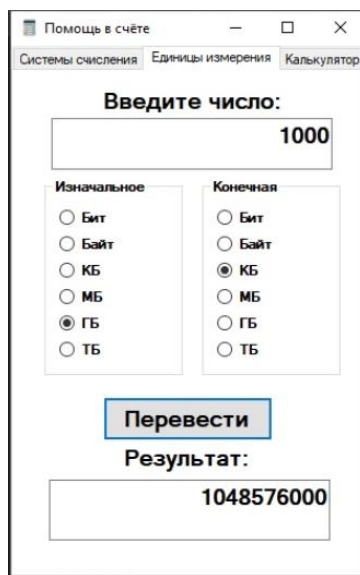 Помощь в счёте
Системы счисления Единицы измерения Калькулятор
Введите число:
1000
Изначальное Конечная
Бит Бит
Байт Байт
КБ КБ
МБ МБ
ГБ ГБ
ТБ ТБ
Перевести
Результат:
1048576000